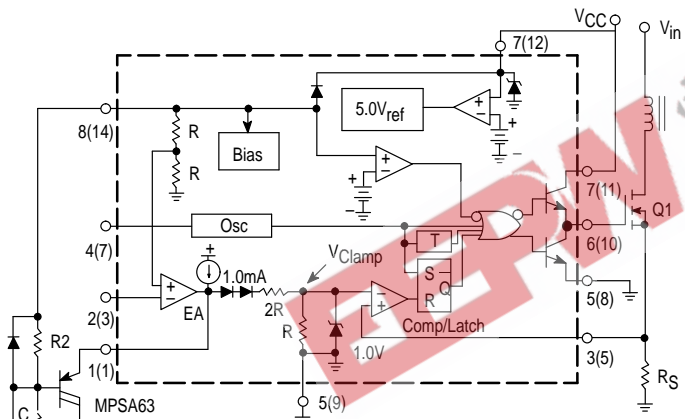 VCC
Vin
7(12)
5.0Vref
+
−
+
−
8(14)
R
Bias
R
+
−
+
−
7(11)
Q1
Osc
T
6(10)
4(7)
+
VClamp
S
Q
R
1.0mA
+
−
EA
2R
−
+
5(8)
2(3)
R
Comp/Latch
1.0V
R2
3(5)
1(1)
RS
5(9)
C
MPSA63
EEPW